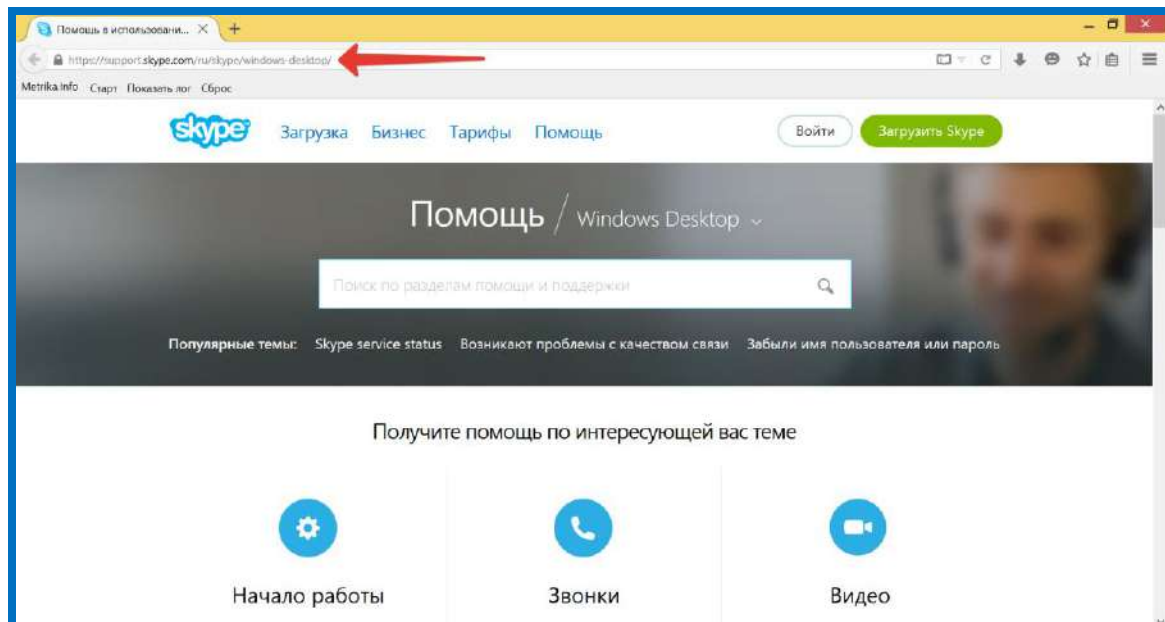 Помощь в использовани...
https://support.skype.com/ru/skype/windows-desktop/
Metrika.Info Старт Показать лог Сброс
skype Загрузка Бизнес Тарифы Помощь Войти Загрузить Skype
Помощь / Windows Desktop
Поиск по разделам помощи и поддержки
Популярные темы: Skype service status Возникают проблемы с качеством связи Забыли имя пользователя или пароль
Получите помощь по интересующей вас теме
Начало работы Звонки Видео